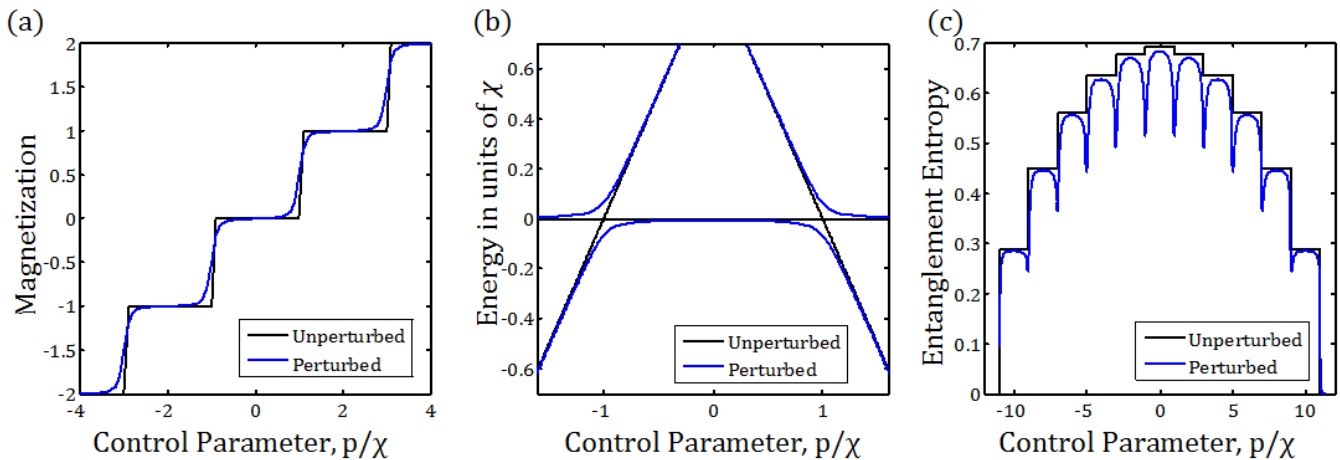 (a)
Magnetization
2
1.5
1
0.5
0
-0.5
-1
-1.5
-2
-4
-2
0
2
4
Unperturbed
Perturbed
Control Parameter, p/χ
(b)
Energy in units of χ
0.6
0.4
0.2
0
-0.2
-0.4
-0.6
-1
0
1
Unperturbed
Perturbed
Control Parameter, p/χ
(c)
Entanglement Entropy
0.7
0.6
0.5
0.4
0.3
0.2
0.1
0
-10
-5
0
5
10
Unperturbed
Perturbed
Control Parameter, p/χ